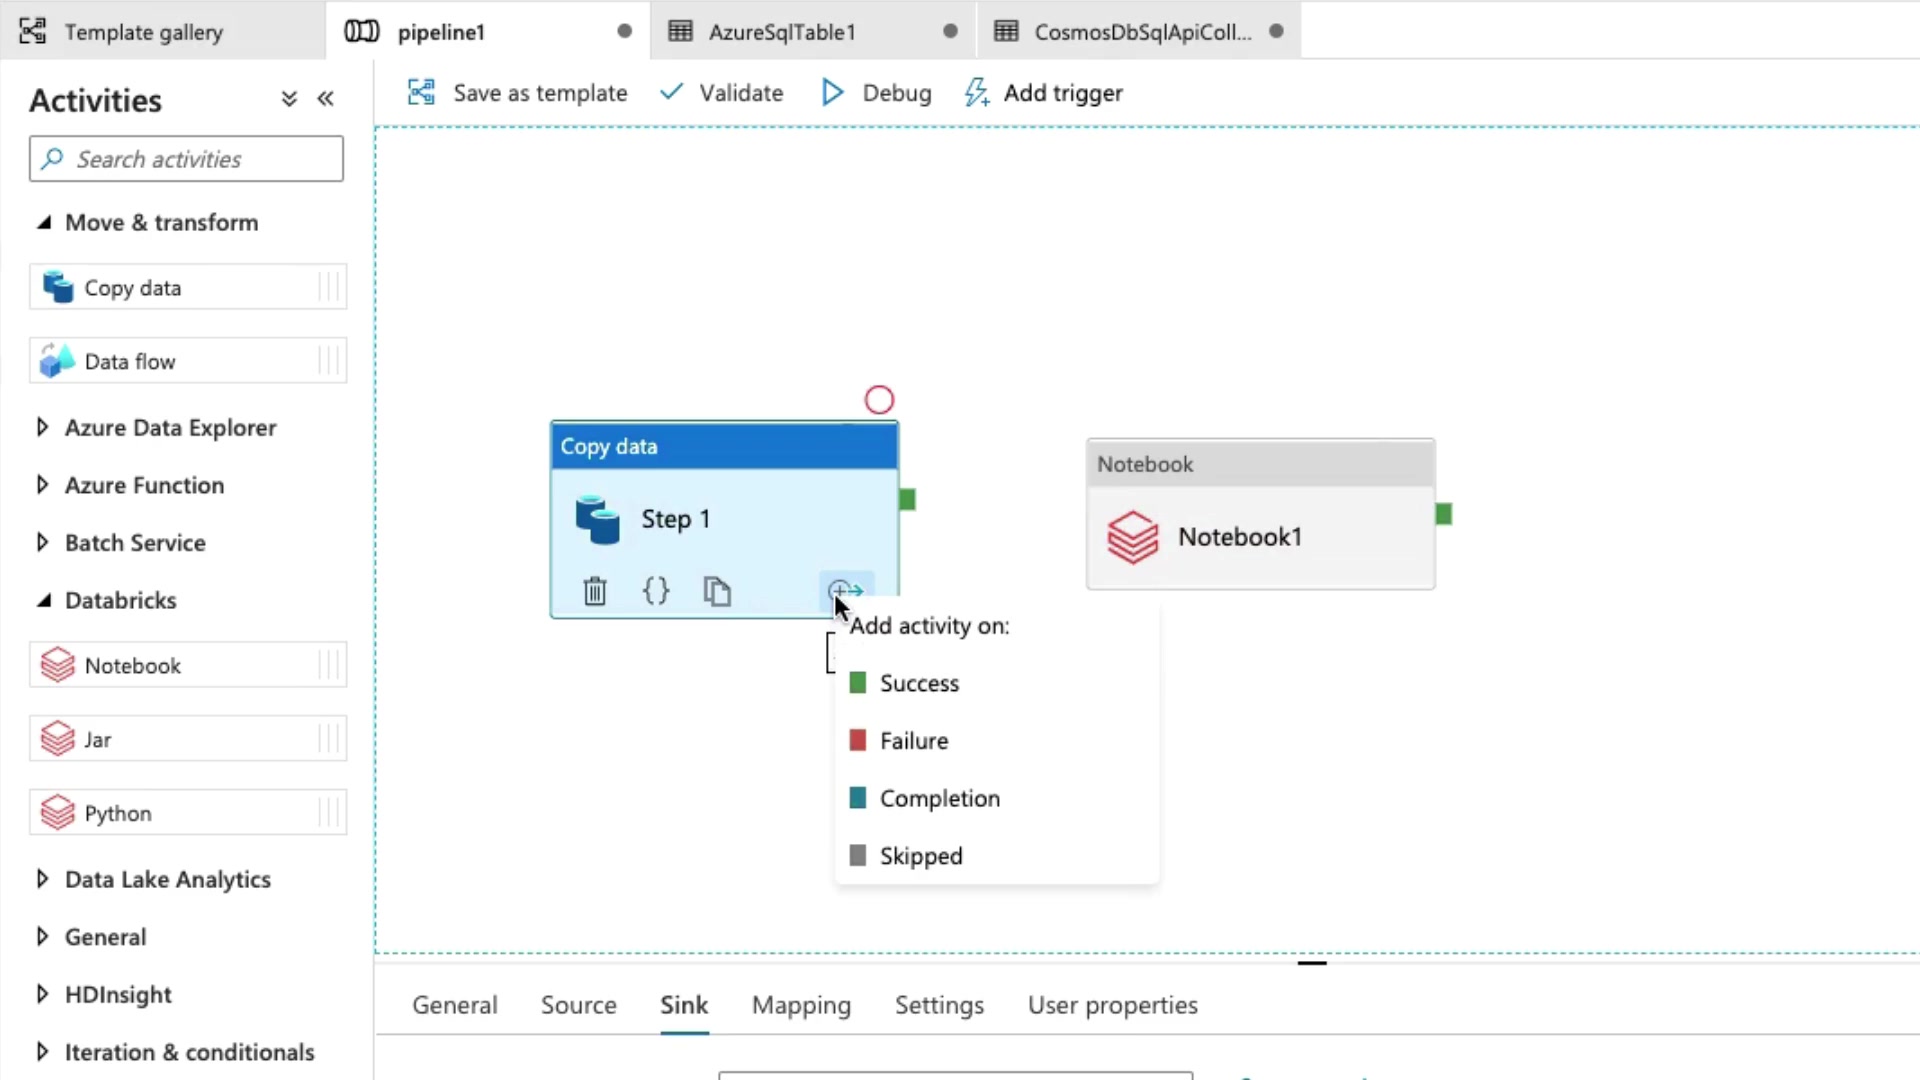 Template gallery
pipeline1
AzureSqlTable1
CosmosDbSqlApiColl...
Activities
Save as template
Validate
Debug
Add trigger
Search activities
Move & transform
Copy data
Data flow
Azure Data Explorer
Azure Function
Batch Service
Databricks
Notebook
Jar
Python
Data Lake Analytics
General
HDInsight
Iteration & conditionals
Copy data
Step 1
{}
Notebook
Notebook1
Add activity on:
Success
Failure
Completion
Skipped
General
Source
Sink
Mapping
Settings
User properties